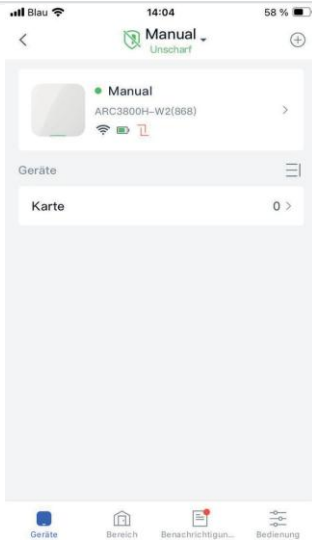 Blau 14:04 58 %
Manual
Unscharf
Manual
ARC3800H-W2(868)
Geräte
Karte 0
Geräte Bereich Benachrichtigun... Bedienung